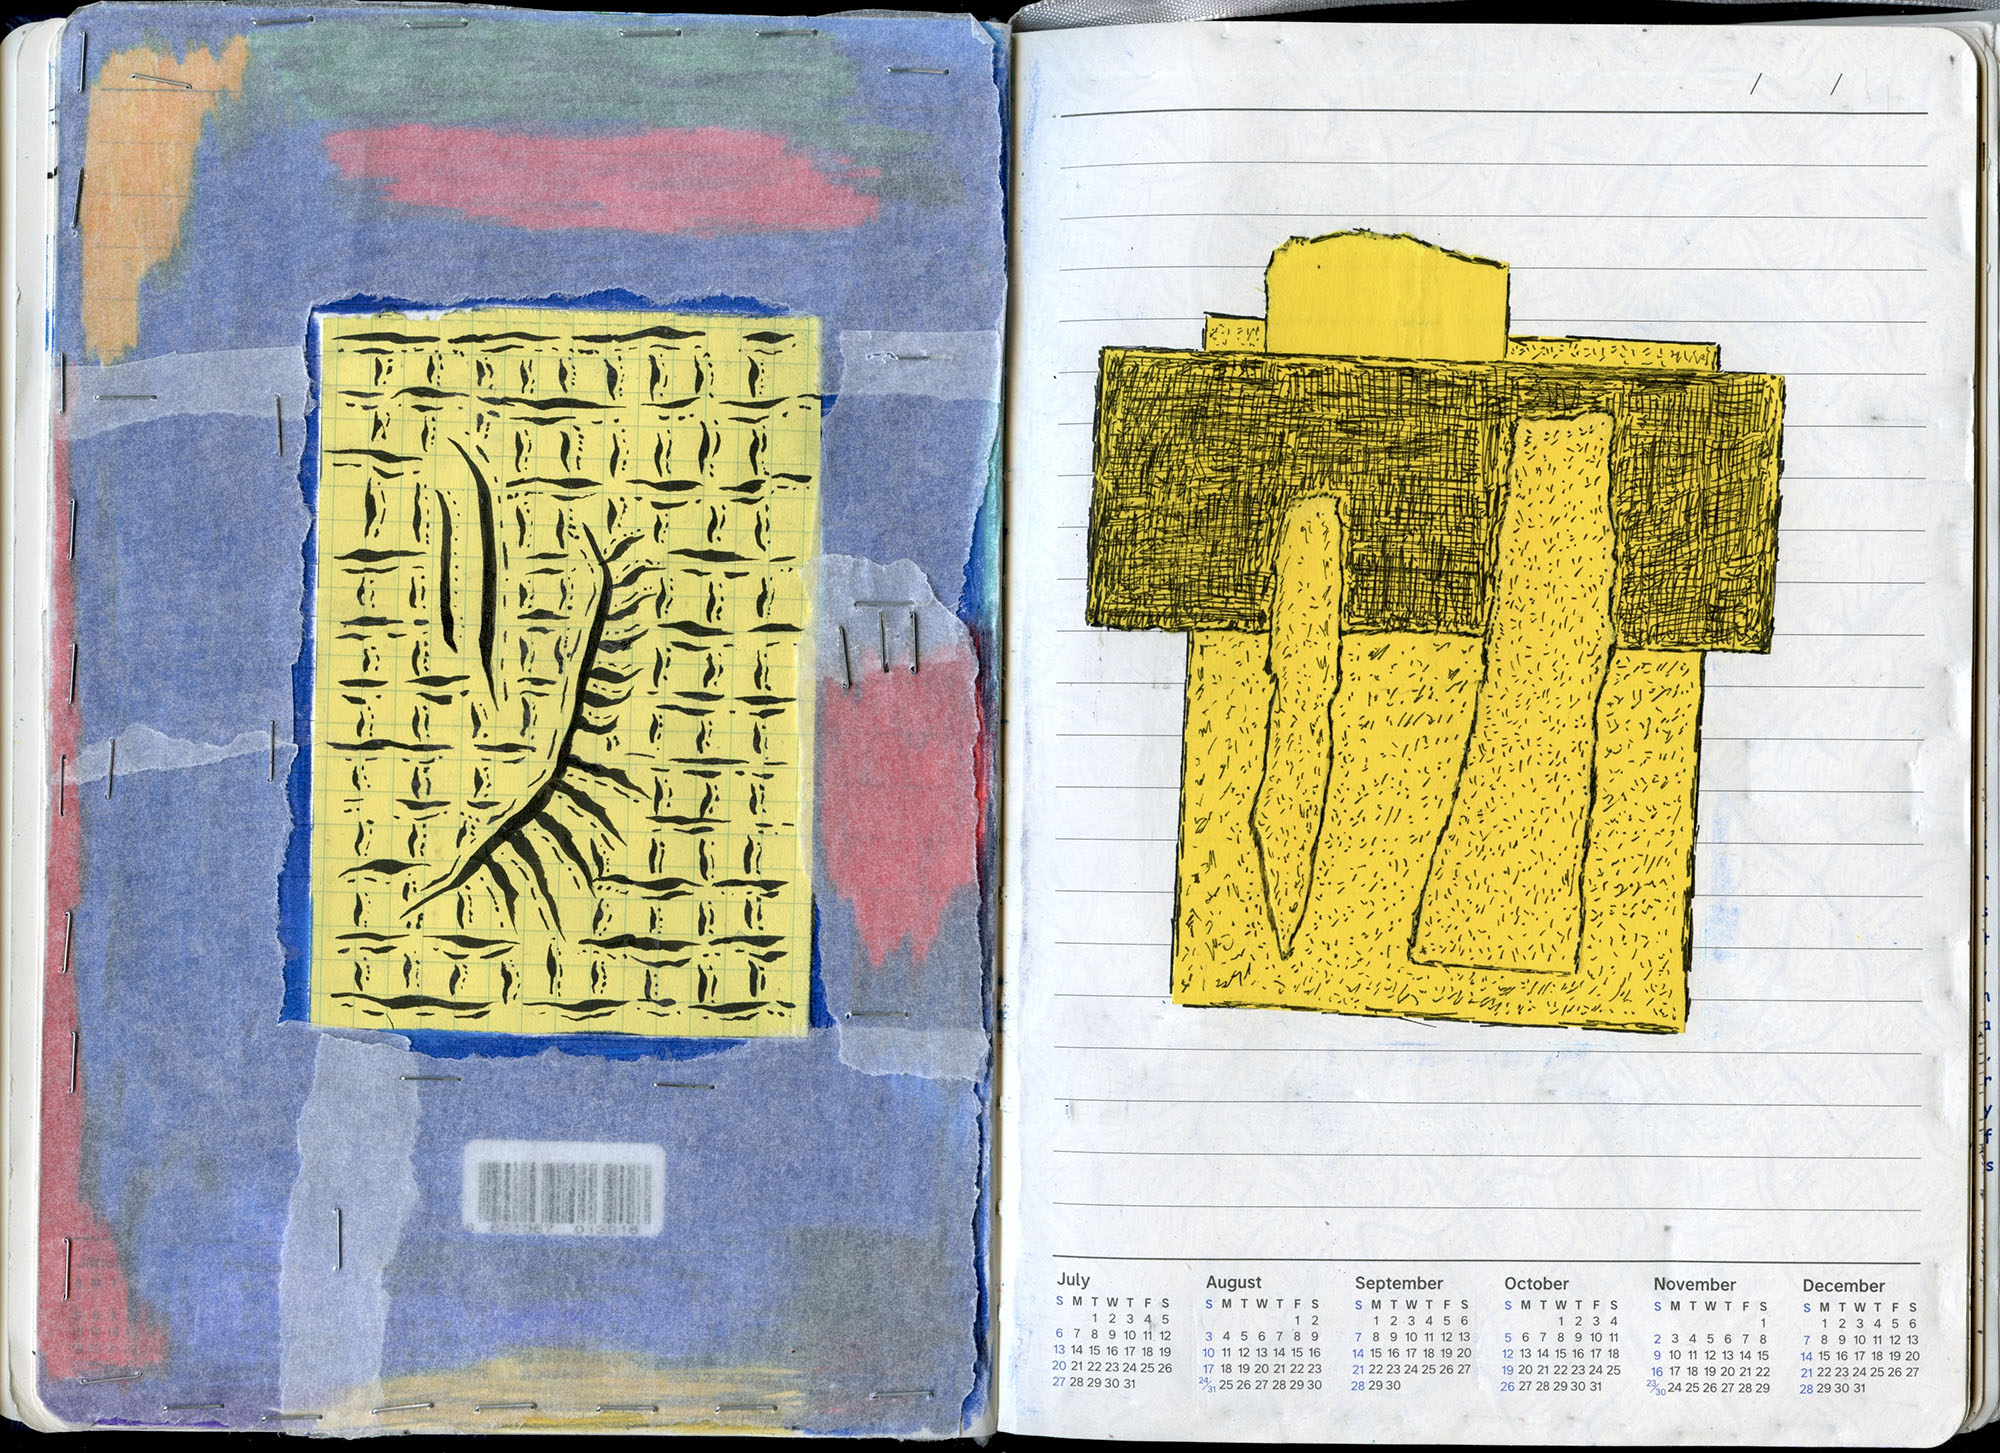 / /
July August September October November December
S M T W T F S S M T W T F S S M T W T F S S M T W T F S S M T W T F S S M T W T F S
1 2 3 4 5 1 2 1 2 3 4 5 6 1 2 3 4 1 1 2 3 4 5 6
6 7 8 9 10 11 12 3 4 5 6 7 8 9 7 8 9 10 11 12 13 5 6 7 8 9 10 11 2 3 4 5 6 7 8 7 8 9 10 11 12 13
13 14 15 16 17 18 19 10 11 12 13 14 15 16 14 15 16 17 18 19 20 12 13 14 15 16 17 18 9 10 11 12 13 14 15 14 15 16 17 18 19 20
20 21 22 23 24 25 26 17 18 19 20 21 22 23 21 22 23 24 25 26 27 19 20 21 22 23 24 25 16 17 18 19 20 21 22 21 22 23 24 25 26 27
27 28 29 30 31 24/31 25 26 27 28 29 30 28 29 30 26 27 28 29 30 31 23/30 24 25 26 27 28 29 28 29 30 31